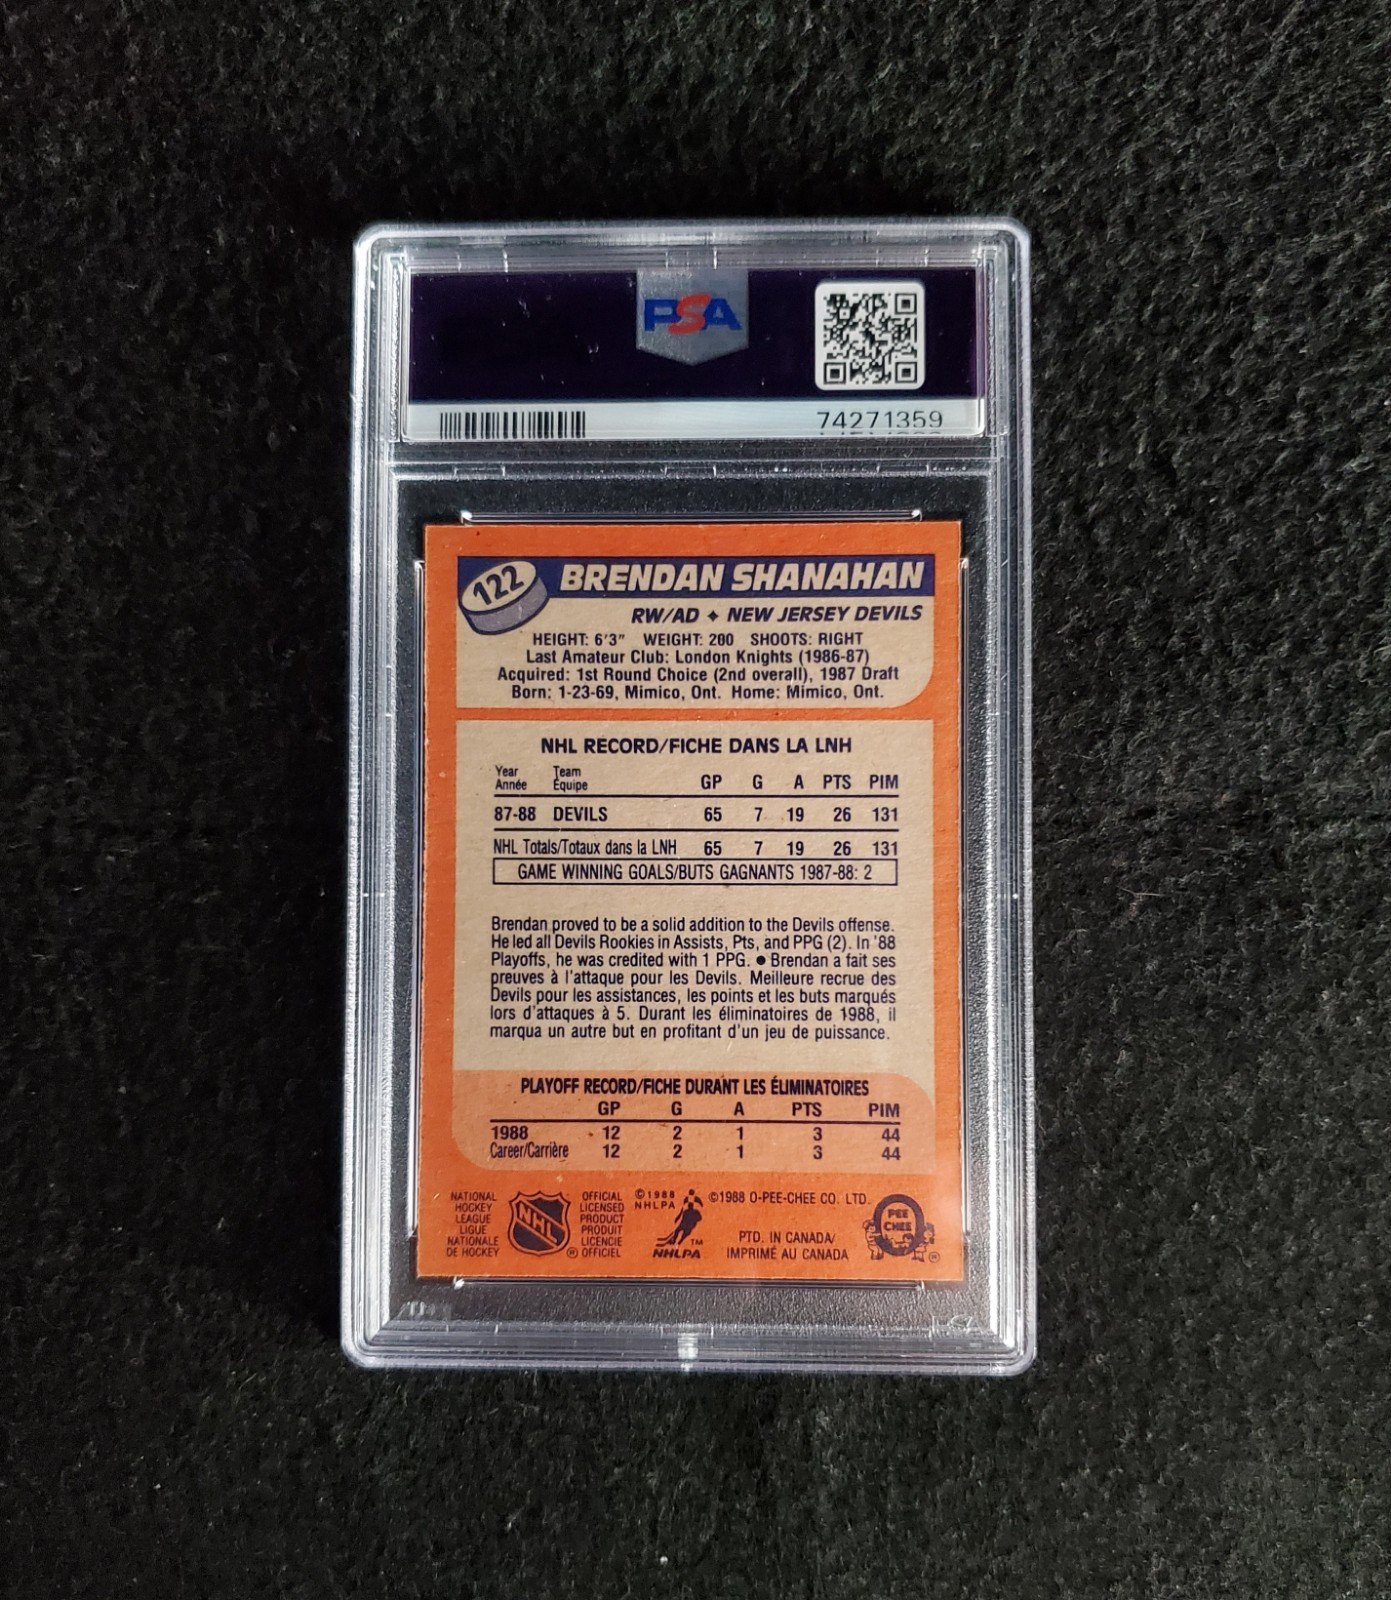 PSA
74271359
122
BRENDAN SHANAHAN
RW/AD ♦ NEW JERSEY DEVILS
HEIGHT: 6'3" WEIGHT: 200 SHOOTS: RIGHT
Last Amateur Club: London Knights (1986-87)
Acquired: 1st Round Choice (2nd overall), 1987 Draft
Born: 1-23-69, Mimico, Ont. Home: Mimico, Ont.
NHL RECORD/FICHE DANS LA LNH
Year Team
Année Équipe GP G A PTS PIM
87-88 DEVILS 65 7 19 26 131
NHL Totals/Totaux dans la LNH 65 7 19 26 131
GAME WINNING GOALS/BUTS GAGNANTS 1987-88: 2
Brendan proved to be a solid addition to the Devils offense.
He led all Devils Rookies in Assists, Pts, and PPG (2). In '88
Playoffs, he was credited with 1 PPG. ● Brendan a fait ses
preuves à l'attaque pour les Devils. Meilleure recrue des
Devils pour les assistances, les points et les buts marqués
lors d'attaques à 5. Durant les éliminatoires de 1988, il
marqua un autre but en profitant d'un jeu de puissance.
PLAYOFF RECORD/FICHE DURANT LES ÉLIMINATOIRES
GP G A PTS PIM
1988 12 2 1 3 44
Career/Carrière 12 2 1 3 44
NATIONAL
HOCKEY
LEAGUE
LIGUE
NATIONALE
DE HOCKEY
NHL
OFFICIAL
LICENSED
PRODUCT
PRODUIT
LICENCIE
® OFFICIEL
©1988
NHLPA
TM
NHLPA
©1988 O-PEE-CHEE CO. LTD.
PTD. IN CANADA/
IMPRIMÉ AU CANADA
PEE
CHEE
®